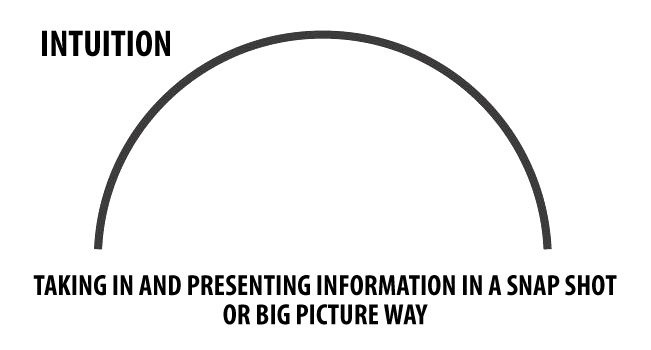 INTUITION
TAKING IN AND PRESENTING INFORMATION IN A SNAP SHOT
OR BIG PICTURE WAY